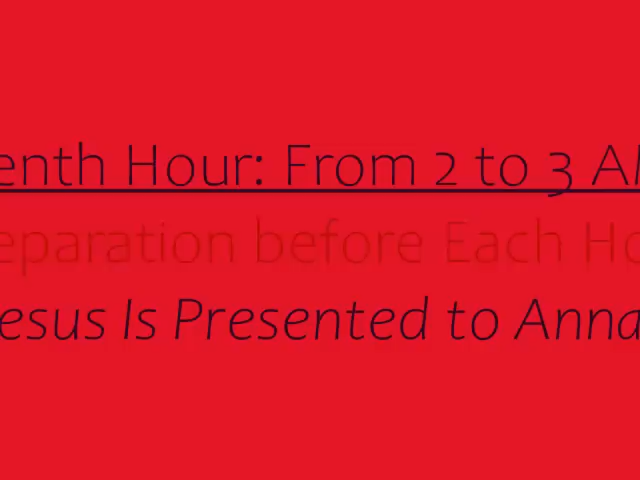 enth Hour: From 2 to 3 A
eparation before Each Ho
esus Is Presented to Anna